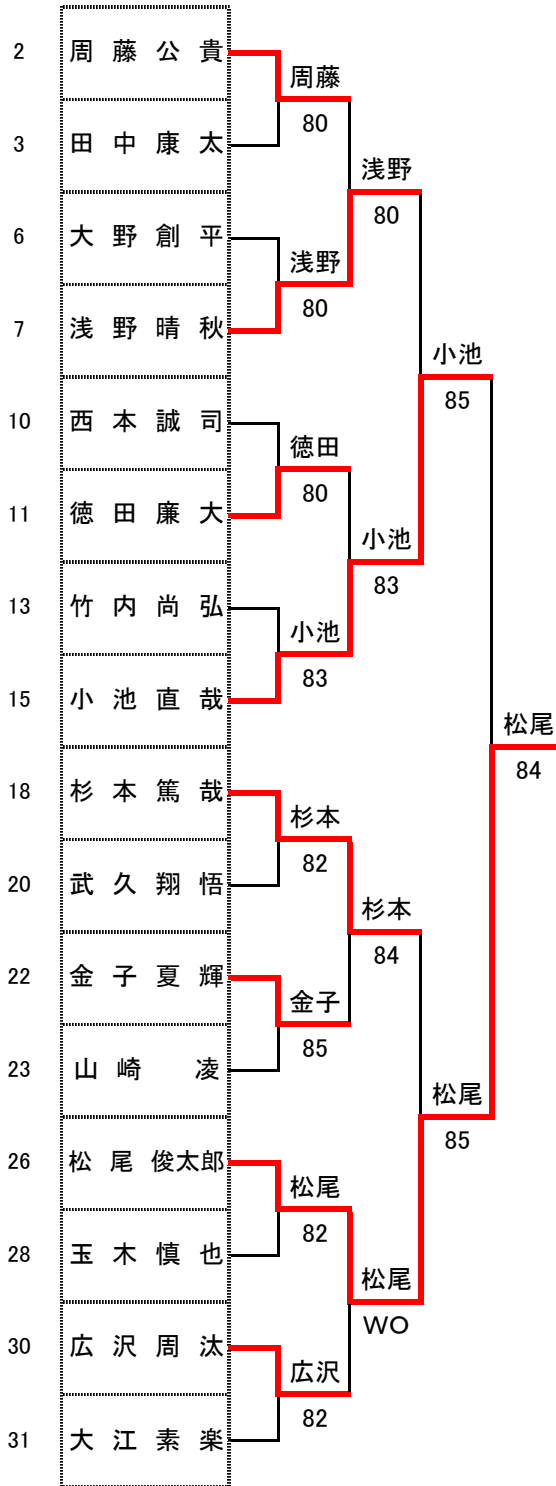 2 周藤公貴
周藤
80
3 田中康太
浅野
80
6 大野創平
浅野
80
7 浅野晴秋
小池
85
10 西本誠司
徳田
80
11 徳田廉大
小池
83
13 竹内尚弘
小池
83
15 小池直哉
松尾
84
18 杉本篤哉
杉本
82
20 武久翔悟
杉本
84
22 金子夏輝
金子
85
23 山崎 凌
松尾
85
26 松尾俊太郎
松尾
82
28 玉木慎也
松尾
WO
30 広沢周汰
広沢
82
31 大江素楽